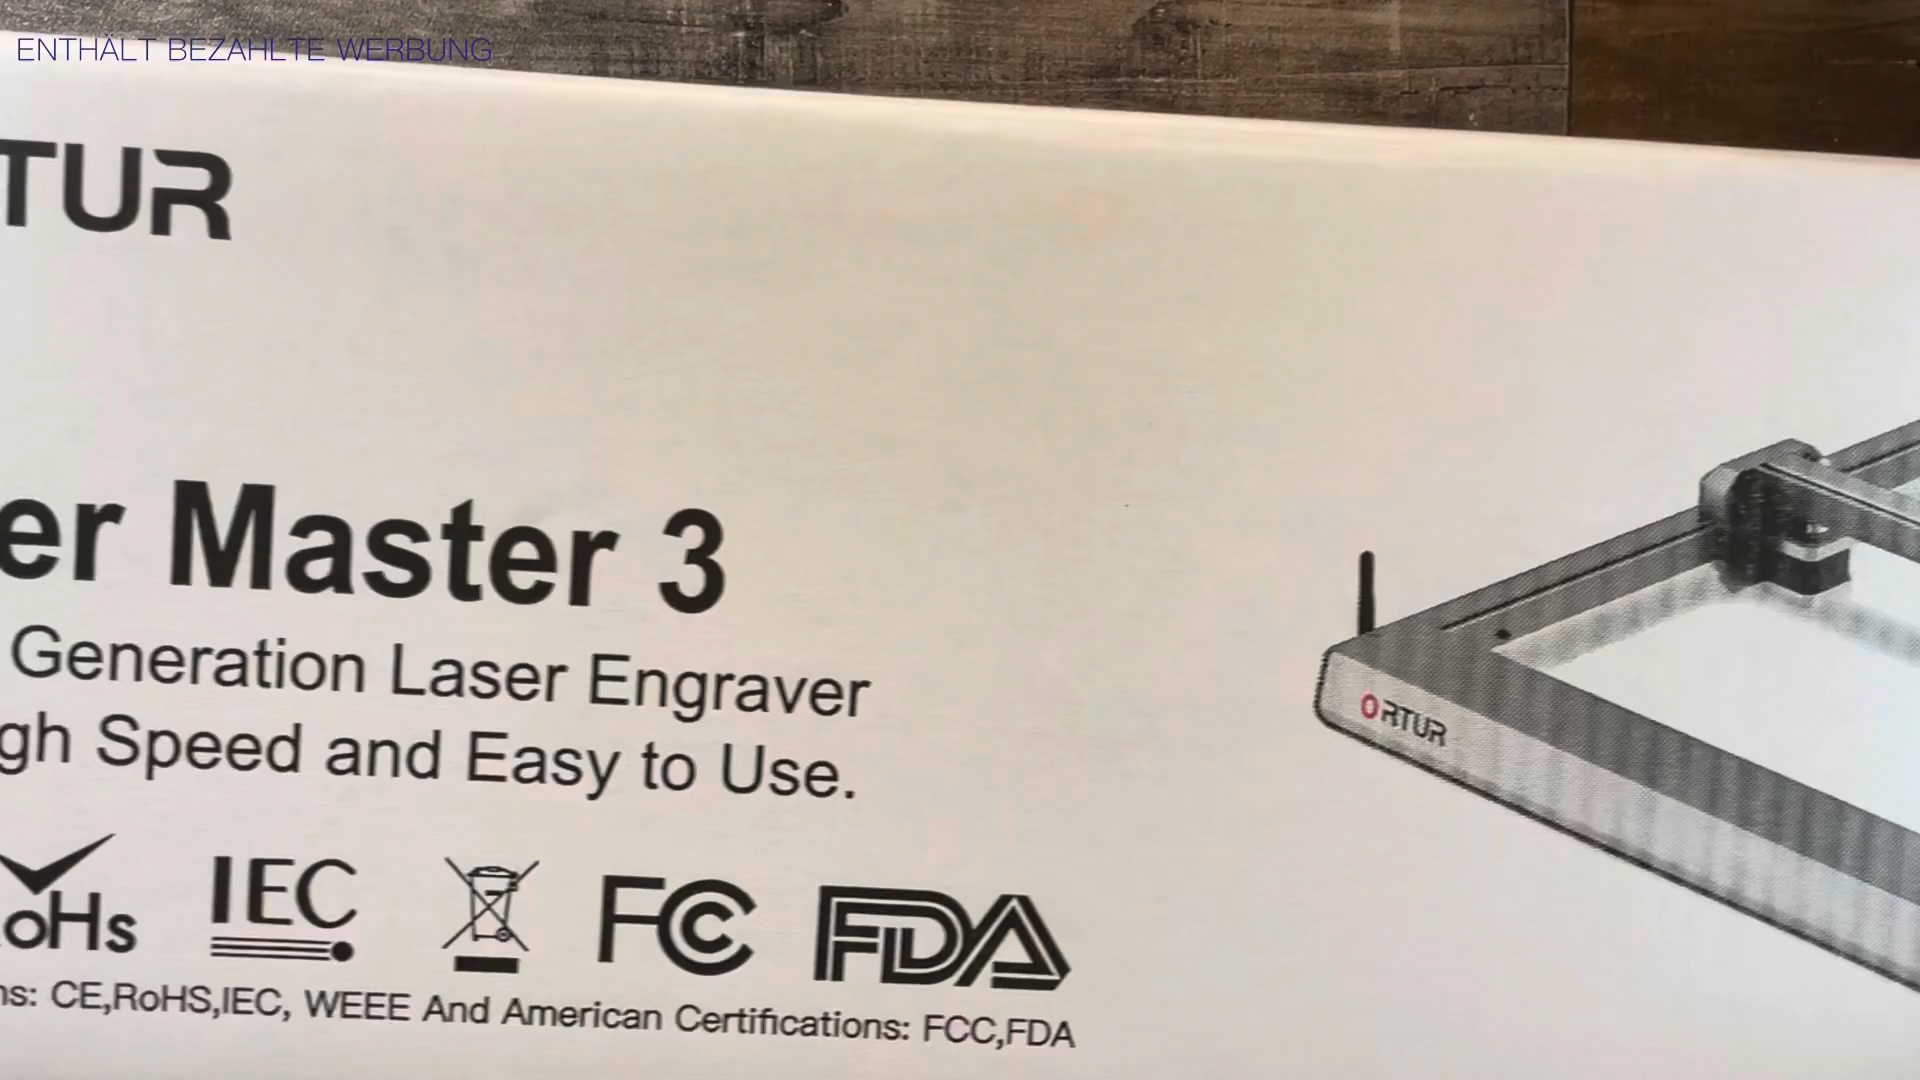 ENTHÄLT BEZAHLTE WERBUNG
TUR
er Master 3
Generation Laser Engraver
gh Speed and Easy to Use.
oHs IEC FC FDA
ns: CE,RoHS,IEC, WEEE And American Certifications: FCC,FDA
ORTUR